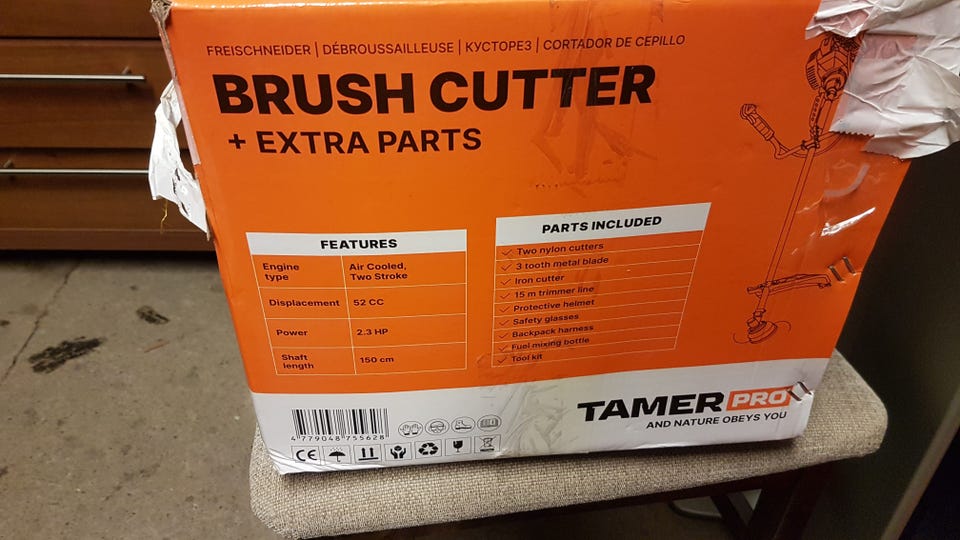 FREISCHNEIDER | DÉBROUSSAILLEUSE | КУСТОРЕЗ | CORTADOR DE CEPILLO
BRUSH CUTTER
+ EXTRA PARTS
FEATURES
Engine type Air Cooled, Two Stroke
Displacement 52 CC
Power 2.3 HP
Shaft length 150 cm
PARTS INCLUDED
✓ Two nylon cutters
✓ 3 tooth metal blade
✓ Iron cutter
✓ 15 m trimmer line
✓ Protective helmet
✓ Safety glasses
✓ Backpack harness
✓ Fuel mixing bottle
✓ Tool kit
TAMER PRO
AND NATURE OBEYS YOU
4 779048 755628
CE